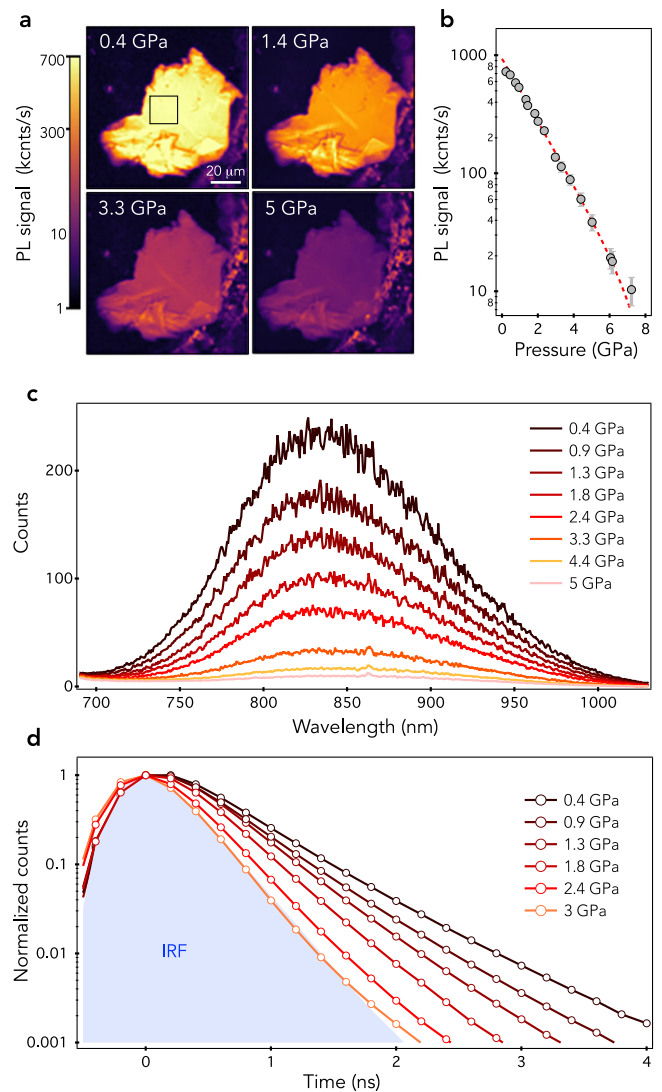 a
0.4 GPa
1.4 GPa
3.3 GPa
5 GPa
20 μm
700
300
10
1
PL signal (kcnts/s)
b
1000
8
6
4
2
100
8
6
4
2
10
8
PL signal (kcnts/s)
0 2 4 6 8
Pressure (GPa)
c
200
100
0
Counts
0.4 GPa
0.9 GPa
1.3 GPa
1.8 GPa
2.4 GPa
3.3 GPa
4.4 GPa
5 GPa
700 750 800 850 900 950 1000
Wavelength (nm)
d
1
0.1
0.01
0.001
Normalized counts
IRF
0.4 GPa
0.9 GPa
1.3 GPa
1.8 GPa
2.4 GPa
3 GPa
0 1 2 3 4
Time (ns)